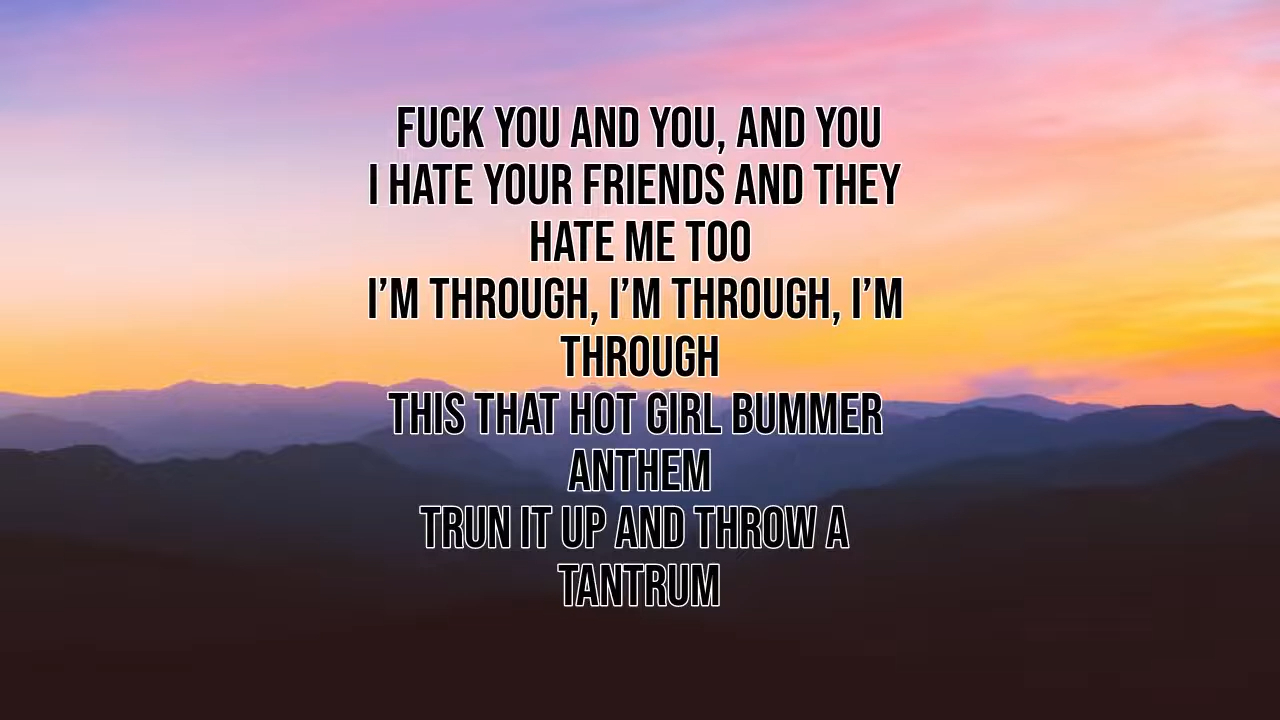 FUCK YOU AND YOU, AND YOU
I HATE YOUR FRIENDS AND THEY
HATE ME TOO
I’M THROUGH, I’M THROUGH, I’M
THROUGH
THIS THAT HOT GIRL BUMMER
ANTHEM
TRUN IT UP AND THROW A
TANTRUM